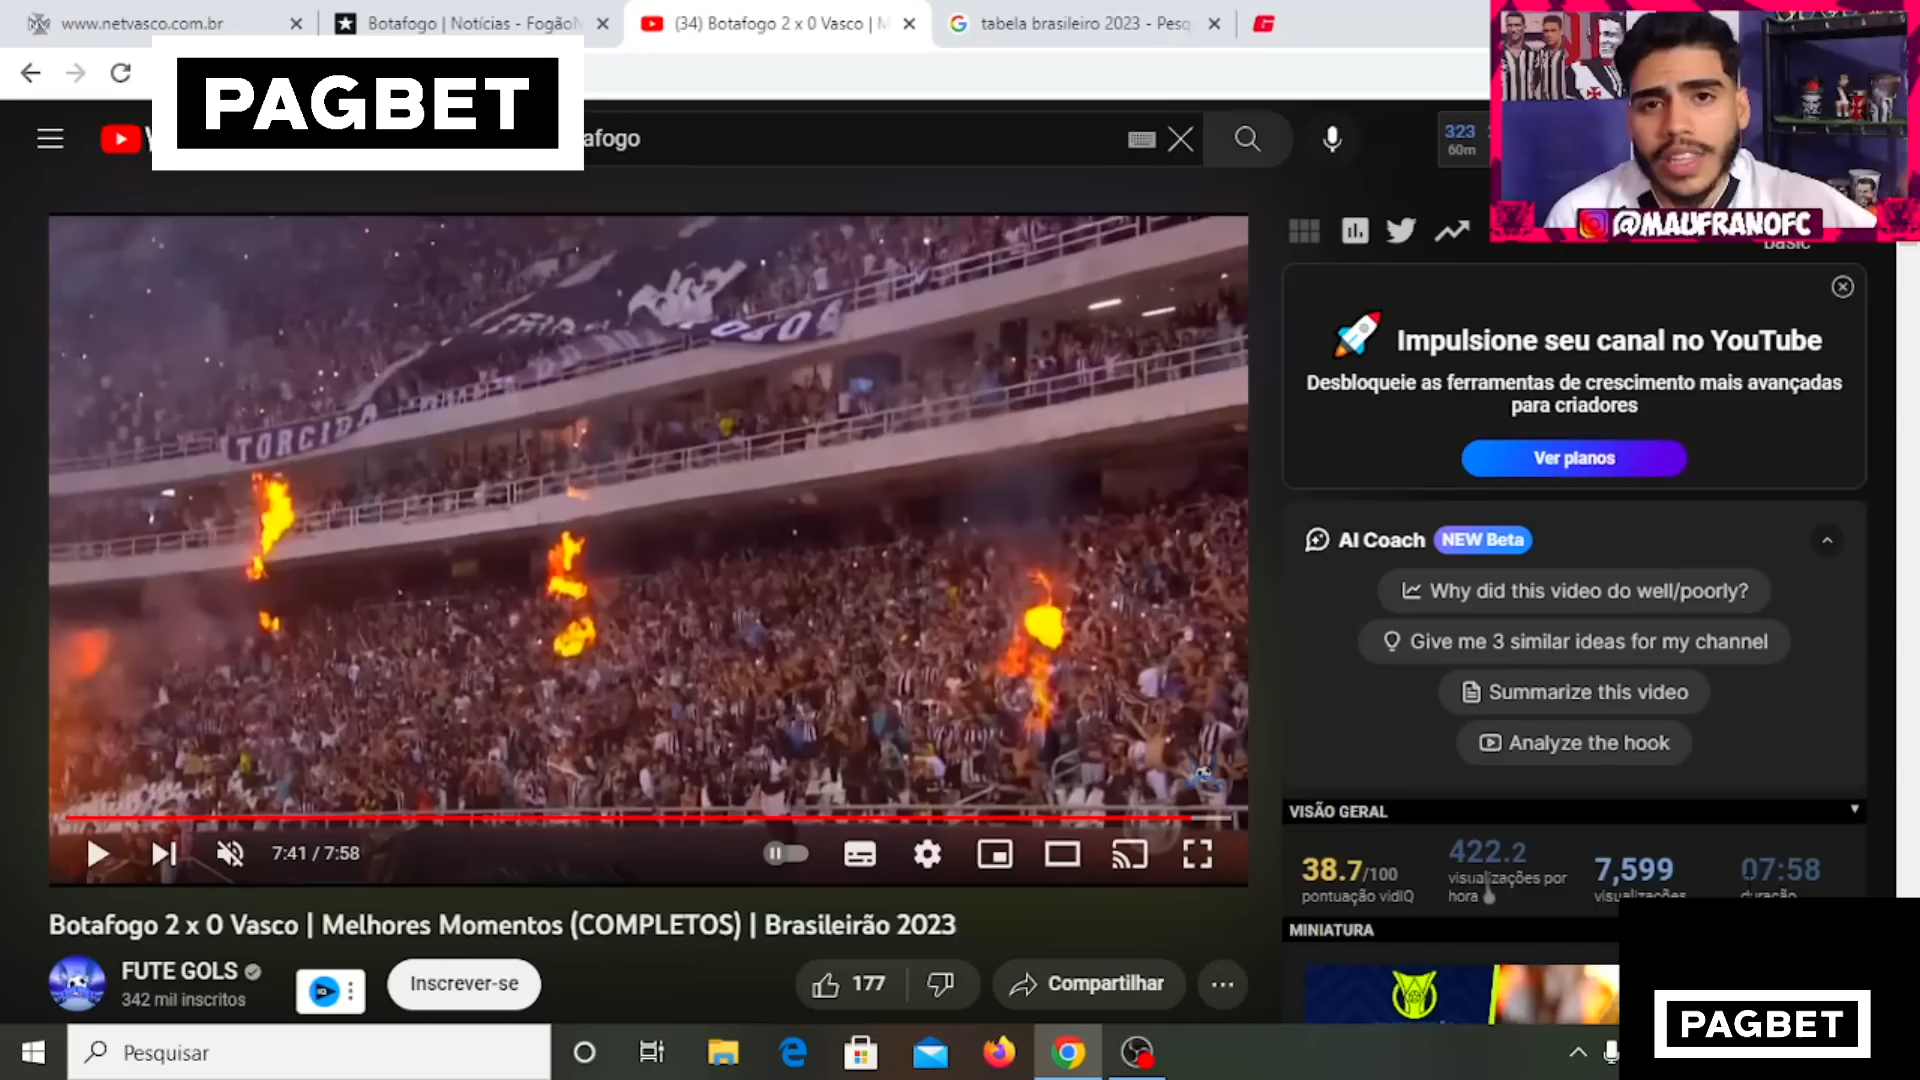 www.netvasco.com.br
Botafogo | Notícias - Fogão
(34) Botafogo 2 x 0 Vasco |
tabela brasileiro 2023 - Pesq
PAGBET
afogo
323
60m
@MAUFRANOFC
basic
TORCIDA
Impulsione seu canal no YouTube
Desbloqueie as ferramentas de crescimento mais avançadas
para criadores
Ver planos
AI Coach NEW Beta
Why did this video do well/poorly?
Give me 3 similar ideas for my channel
Summarize this video
Analyze the hook
VISÃO GERAL
38.7/100
pontuação vidIQ
422.2
visualizações por
hora
7,599
visualizações
07:58
duração
MINIATURA
7:41 / 7:58
Botafogo 2 x 0 Vasco | Melhores Momentos (COMPLETOS) | Brasileirão 2023
FUTE GOLS
342 mil inscritos
Inscrever-se
177
Compartilhar
PAGBET
Pesquisar